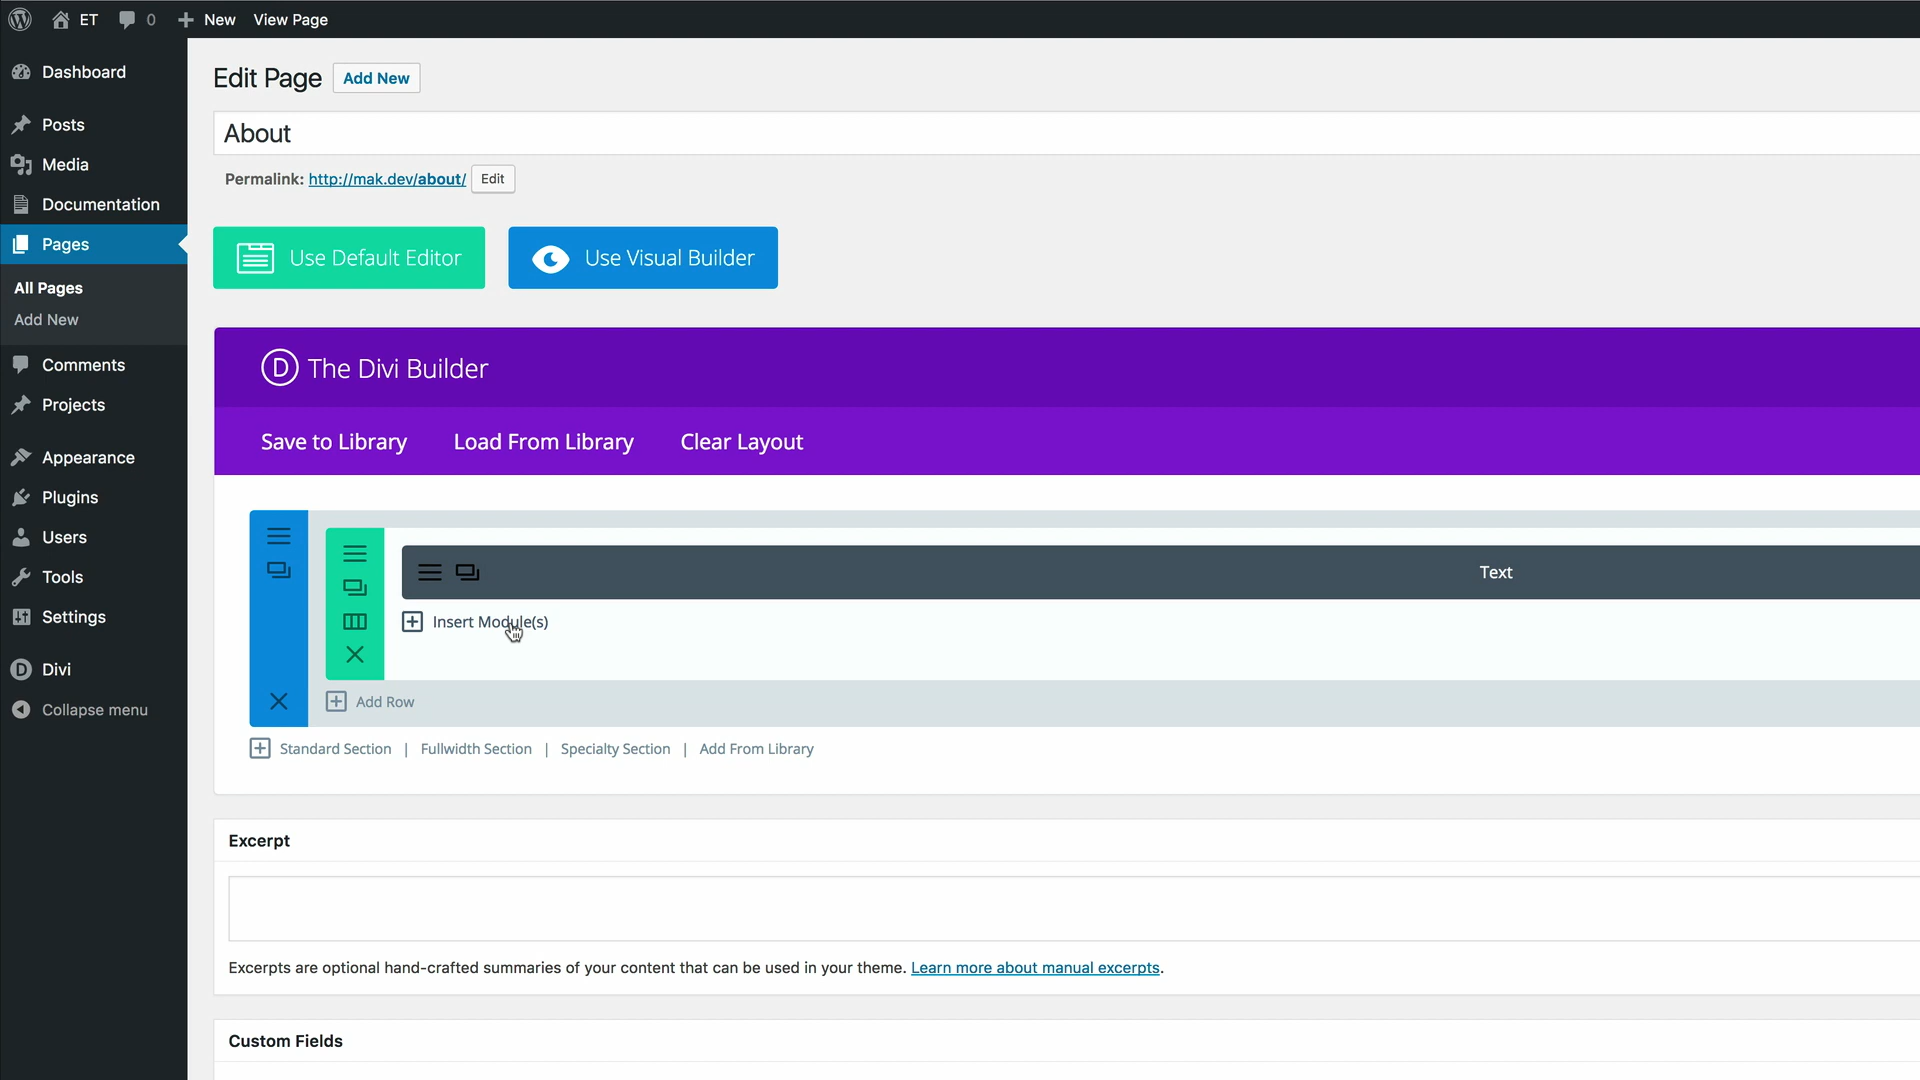 ET 0 New View Page
Dashboard
Posts
Media
Documentation
Pages
All Pages
Add New
Comments
Projects
Appearance
Plugins
Users
Tools
Settings
Divi
Collapse menu
Edit Page Add New
About
Permalink: http://mak.dev/about/ Edit
Use Default Editor Use Visual Builder
D The Divi Builder
Save to Library Load From Library Clear Layout
Text
Insert Module(s)
Add Row
Standard Section | Fullwidth Section | Specialty Section | Add From Library
Excerpt
Excerpts are optional hand-crafted summaries of your content that can be used in your theme. Learn more about manual excerpts.
Custom Fields